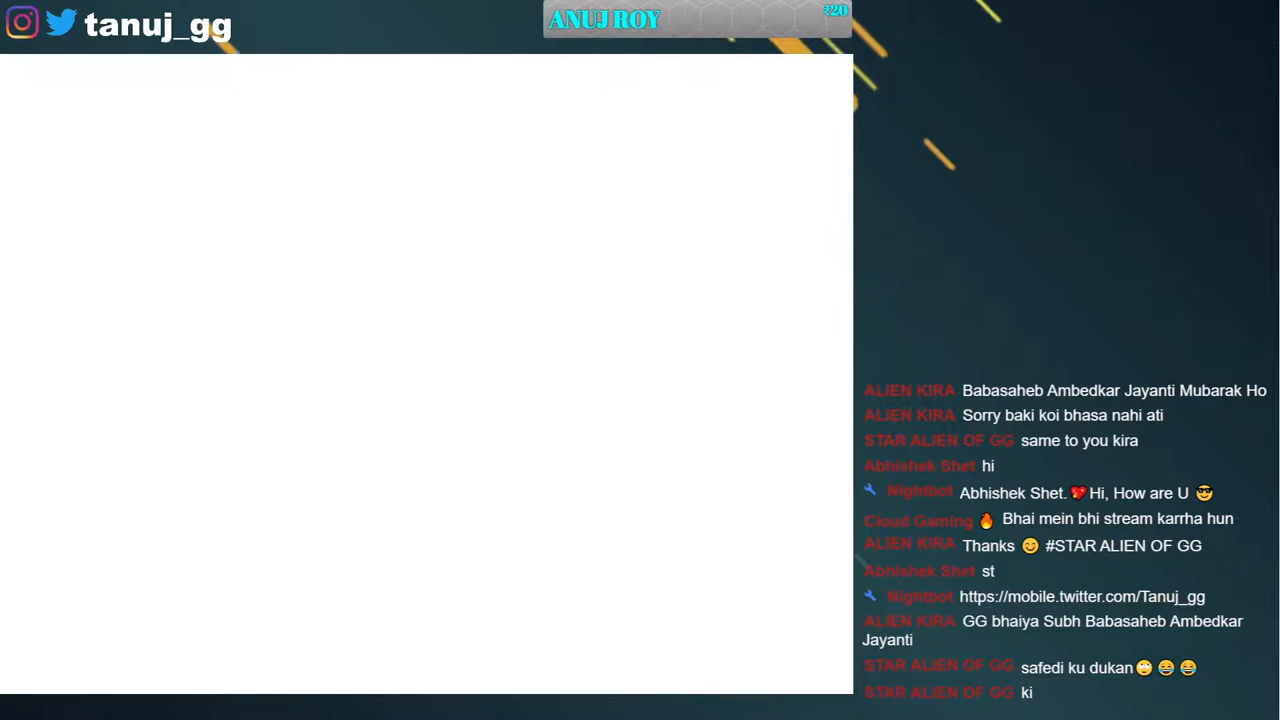 tanuj_gg
ANUJ ROY
₹20
ALIEN KIRA Babasaheb Ambedkar Jayanti Mubarak Ho
ALIEN KIRA Sorry baki koi bhasa nahi ati
STAR ALIEN OF GG same to you kira
Abhishek Shet hi
Nightbot Abhishek Shet.💖Hi, How are U 😎
Cloud Gaming 🔥 Bhai mein bhi stream karrha hun
ALIEN KIRA Thanks 😊 #STAR ALIEN OF GG
Abhishek Shet st
Nightbot https://mobile.twitter.com/Tanuj_gg
ALIEN KIRA GG bhaiya Subh Babasaheb Ambedkar
Jayanti
STAR ALIEN OF GG safedi ku dukan🙄😂😂
STAR ALIEN OF GG ki